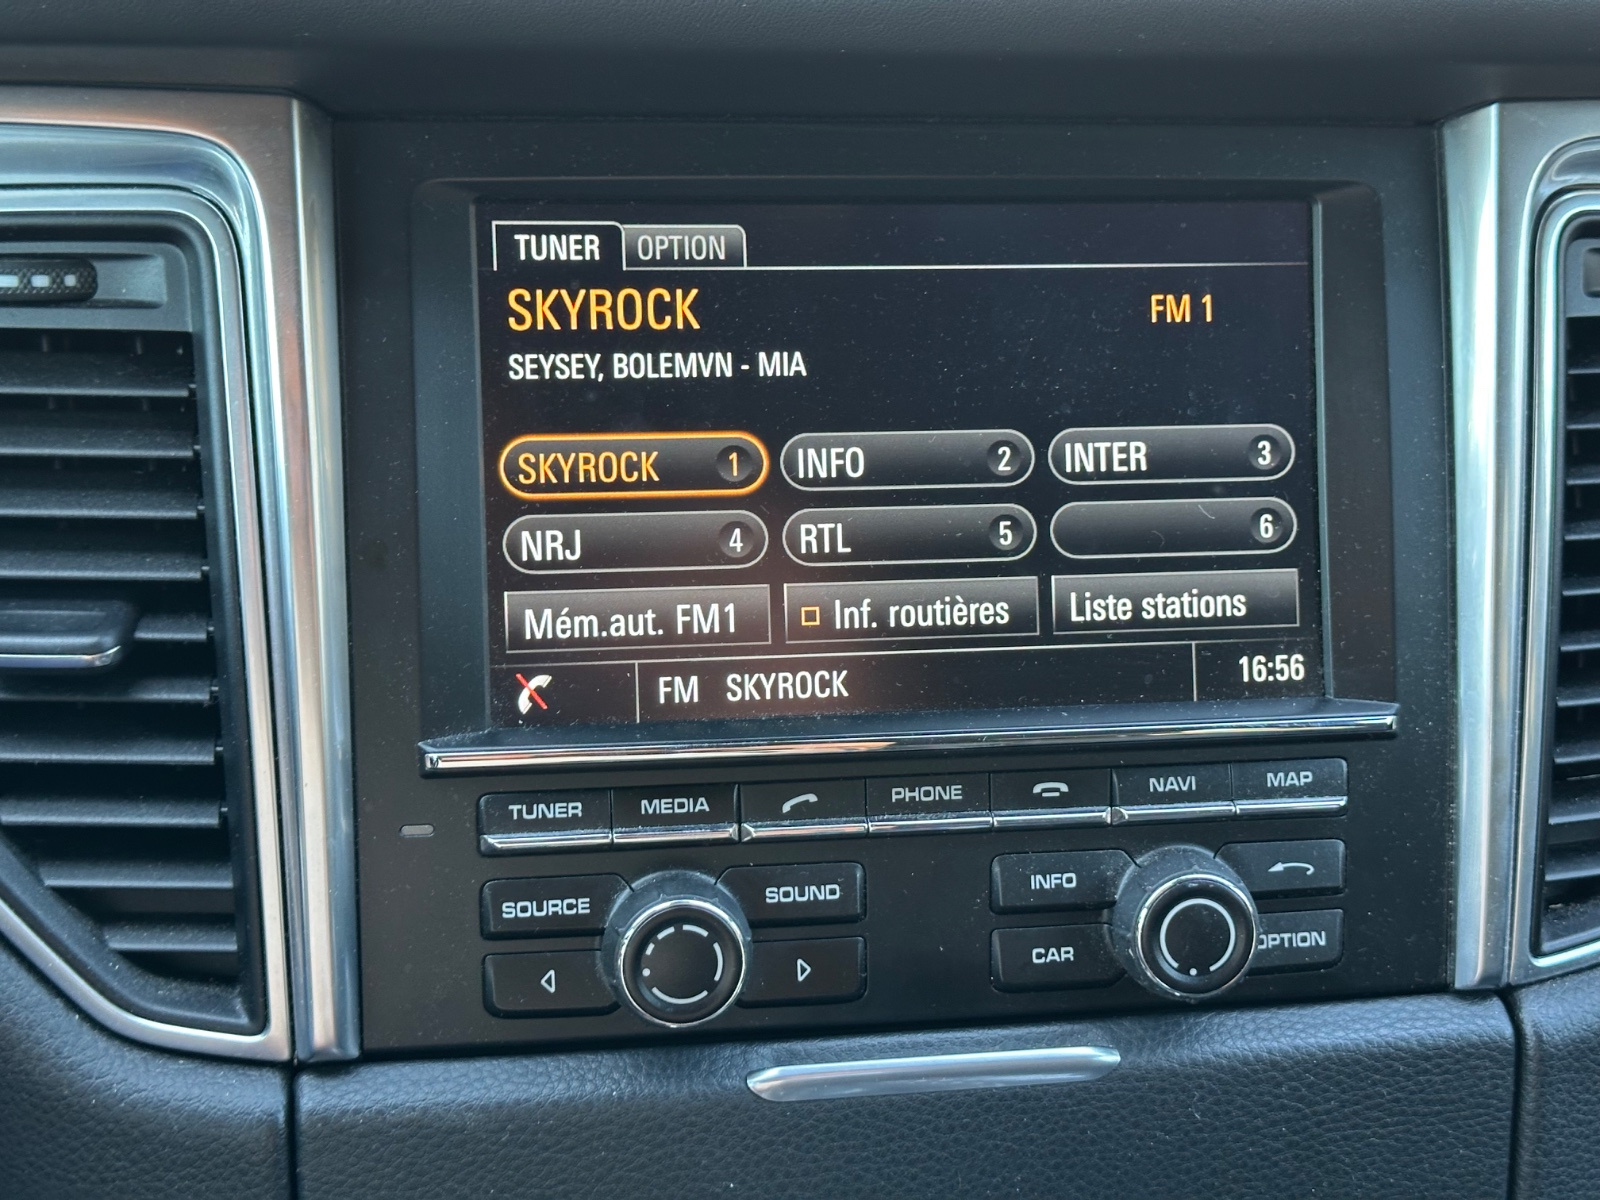 TUNER OPTION
SKYROCK FM 1
SEYSEY, BOLEMVN - MIA
SKYROCK 1 INFO 2 INTER 3
NRJ 4 RTL 5 6
Mém.aut. FM1 Inf. routières Liste stations
FM SKYROCK 16:56
TUNER MEDIA PHONE NAVI MAP
SOURCE SOUND INFO
CAR OPTION